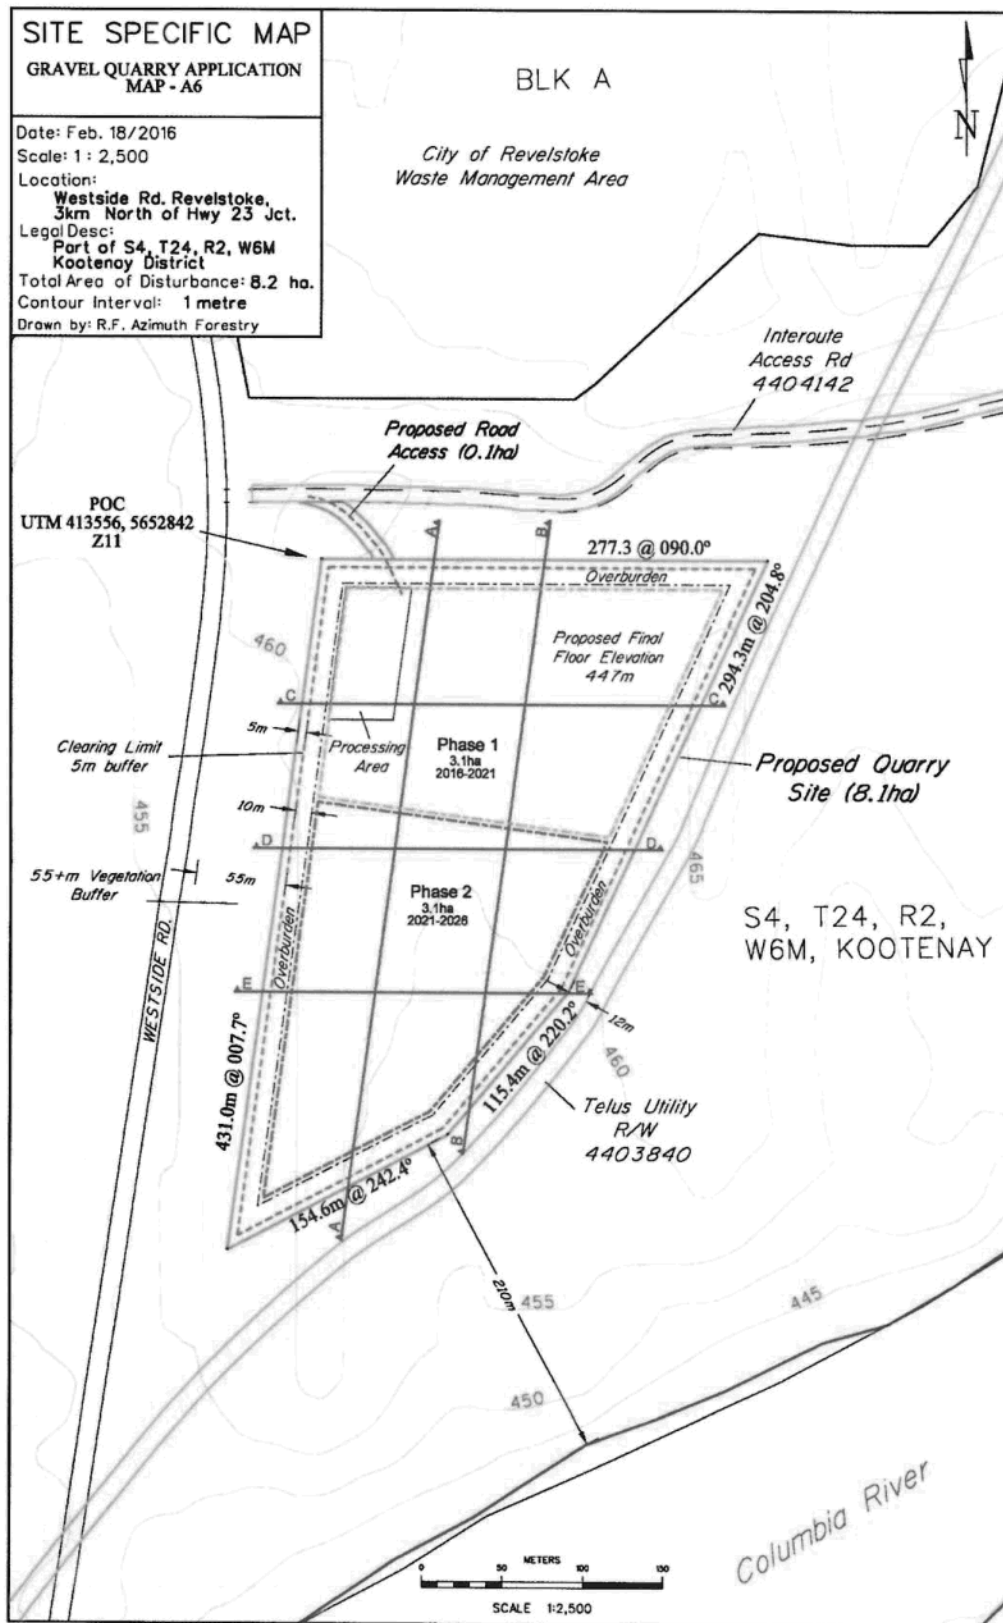 SITE SPECIFIC MAP
GRAVEL QUARRY APPLICATION
MAP - A6
Date: Feb. 18/2016
Scale: 1 : 2,500
Location:
Westside Rd. Revelstoke,
3km North of Hwy 23 Jct.
Legal Desc:
Part of S4, T24, R2, W6M
Kootenay District
Total Area of Disturbance: 8.2 ha.
Contour Interval: 1 metre
Drawn by: R.F. Azimuth Forestry
BLK A
N
City of Revelstoke
Waste Management Area
Interoute
Access Rd
4404142
Proposed Road
Access (0.1ha)
POC
UTM 413556, 5652842
Z11
A
B
277.3 @ 090.0°
Overburden
294.3m @ 204.8°
460
Proposed Final
Floor Elevation
447m
C
C
5m
Clearing Limit
5m buffer
Processing
Area
Phase 1
3.1ha
2016-2021
Proposed Quarry
Site (8.1ha)
455
10m
D
D
465
55+m Vegetation
Buffer
55m
Phase 2
3.1ha
2021-2026
Overburden
Overburden
S4, T24, R2,
W6M, KOOTENAY
WESTSIDE RD.
E
E
12m
431.0m @ 007.7°
115.4m @ 220.2°
460
Telus Utility
R/W
4403840
B
154.6m @ 242.4°
A
210m
455
445
450
Columbia River
METERS
0 50 100 150
SCALE 1:2,500